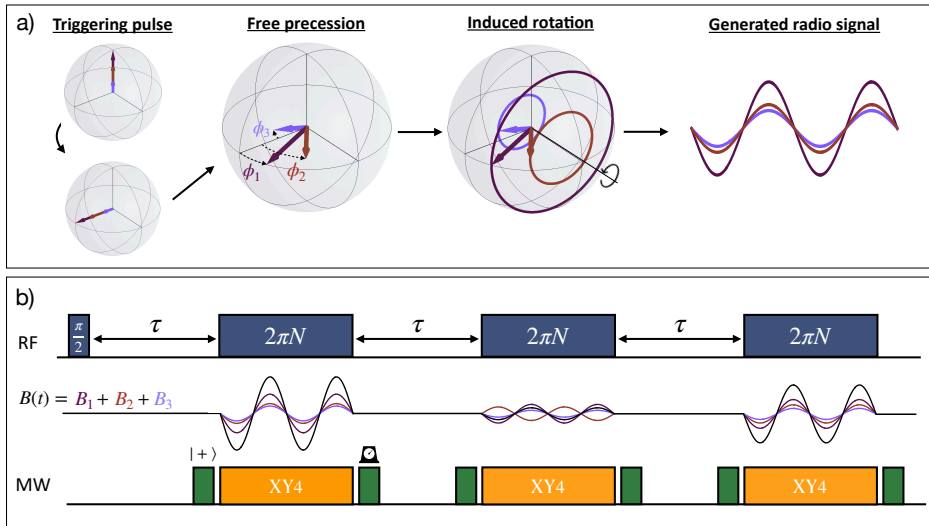 a)
Triggering pulse Free precession Induced rotation Generated radio signal
ϕ3
ϕ1 ϕ2
b)
RF π/2 τ 2πN τ 2πN τ 2πN
B(t) = B1 + B2 + B3
| + ⟩
MW XY4 XY4 XY4